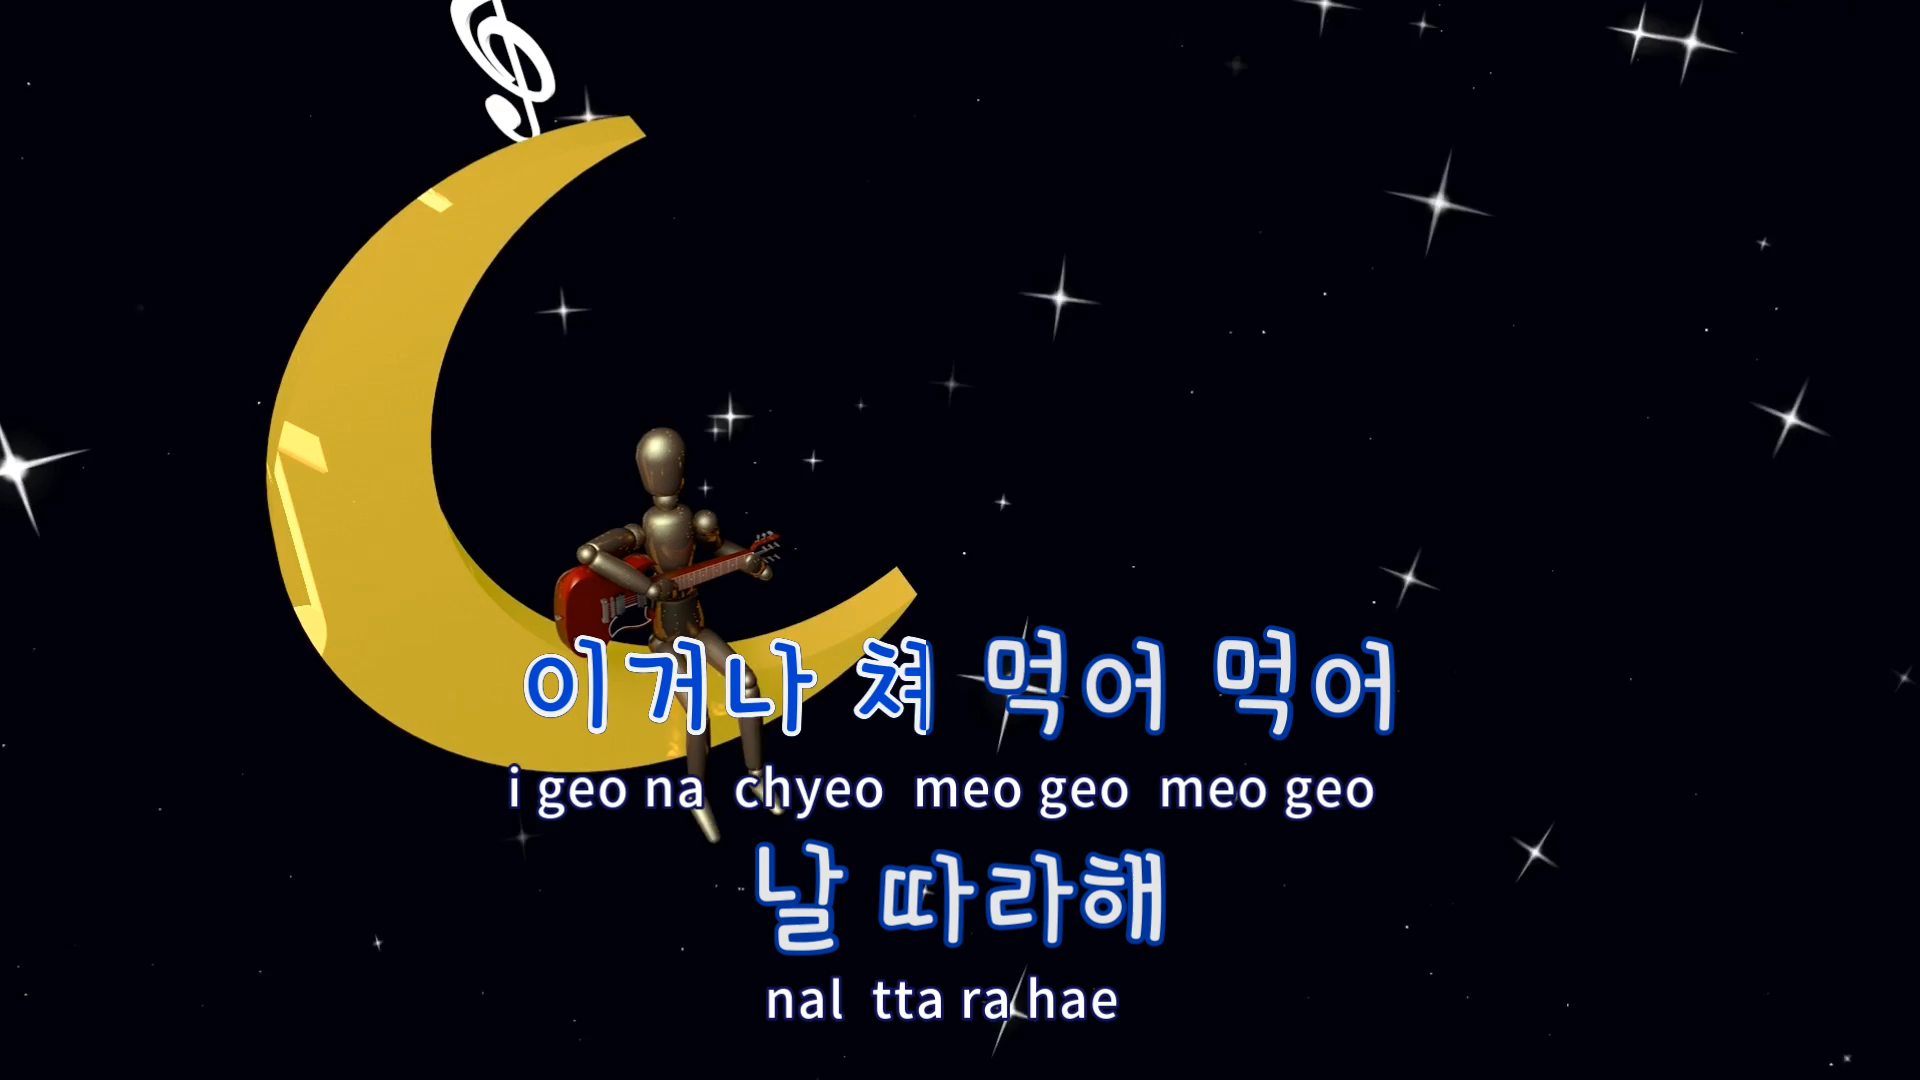 이거나 쳐 먹어 먹어
i geo na chyeo meo geo meo geo
날 따라해
nal tta ra hae